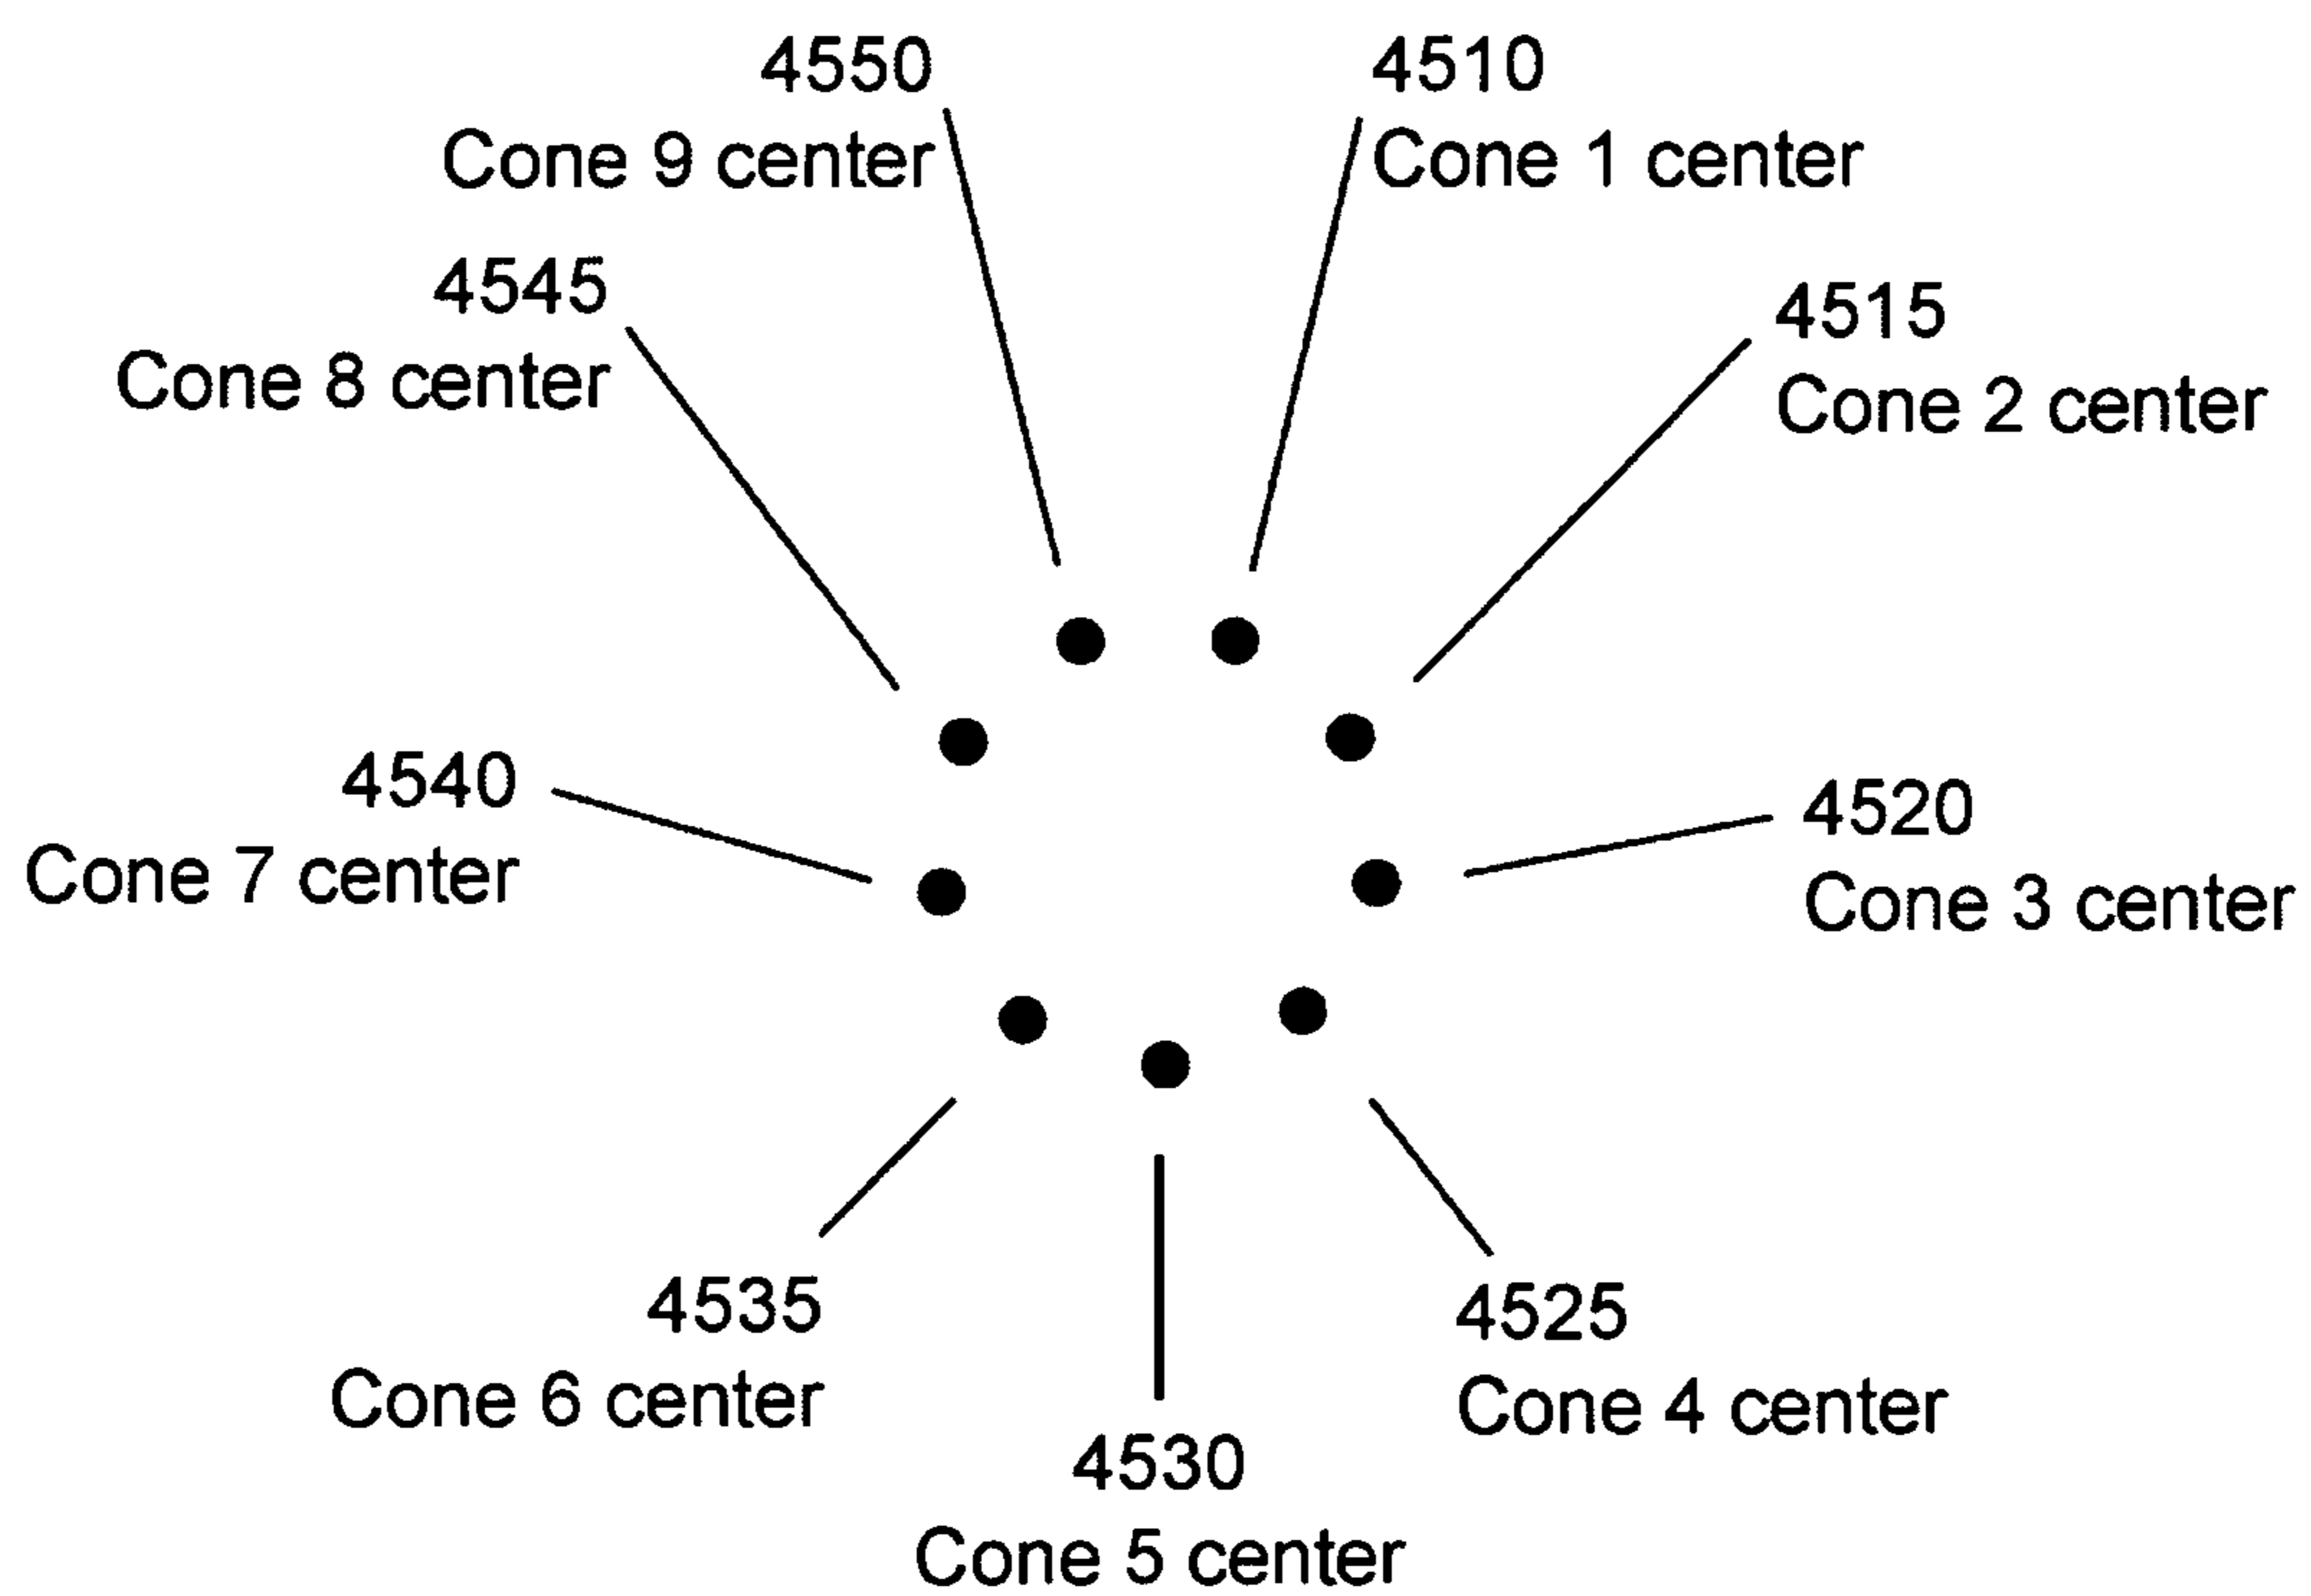 4550
Cone 9 center
4510
Cone 1 center
4545
Cone 8 center
4515
Cone 2 center
4540
Cone 7 center
4520
Cone 3 center
4535
Cone 6 center
4525
Cone 4 center
4530
Cone 5 center